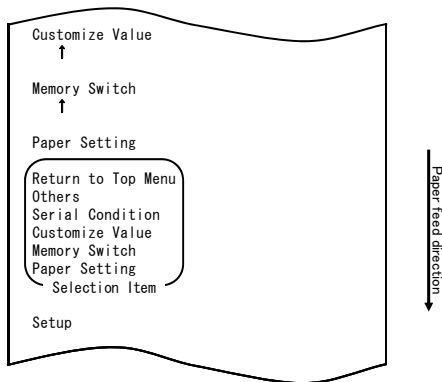 Customize Value
↑
Memory Switch
↑
Paper Setting
Return to Top Menu
Others
Serial Condition
Customize Value
Memory Switch
Paper Setting
Selection Item
Setup
Paper feed direction